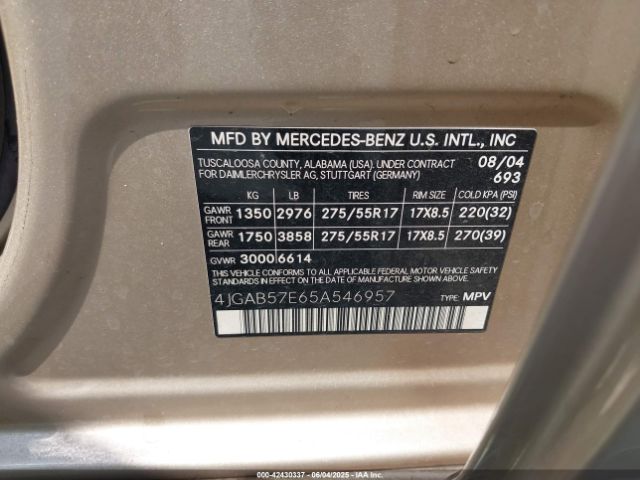 MFD BY MERCEDES-BENZ U.S. INTL., INC
TUSCALOOSA COUNTY, ALABAMA (USA). UNDER CONTRACT 08/04
FOR DAIMLERCHRYSLER AG, STUTTGART (GERMANY) 693
KG LB TIRES RIM SIZE COLD KPA (PSI)
GAWR FRONT 1350 2976 275/55R17 17X8.5 220(32)
GAWR REAR 1750 3858 275/55R17 17X8.5 270(39)
GVWR 3000 6614
THIS VEHICLE CONFORMS TO ALL APPLICABLE FEDERAL MOTOR VEHICLE SAFETY
STANDARDS IN EFFECT ON THE DATE OF MANUFACTURE SHOWN ABOVE.
4JGAB57E65A546957 TYPE: MPV
000-42430337 - 06/04/2025 - IAAI.COM